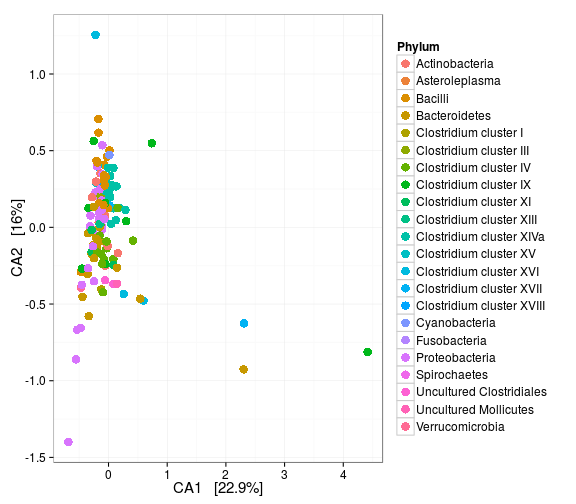 Phylum
Actinobacteria
Asteroleplasma
Bacilli
Bacteroidetes
Clostridium cluster I
Clostridium cluster III
Clostridium cluster IV
Clostridium cluster IX
Clostridium cluster XI
Clostridium cluster XIII
Clostridium cluster XIVa
Clostridium cluster XV
Clostridium cluster XVI
Clostridium cluster XVII
Clostridium cluster XVIII
Cyanobacteria
Fusobacteria
Proteobacteria
Spirochaetes
Uncultured Clostridiales
Uncultured Mollicutes
Verrucomicrobia
CA2 [16%]
1.0
0.5
0.0
-0.5
-1.0
-1.5
0 1 2 3 4
CA1 [22.9%]